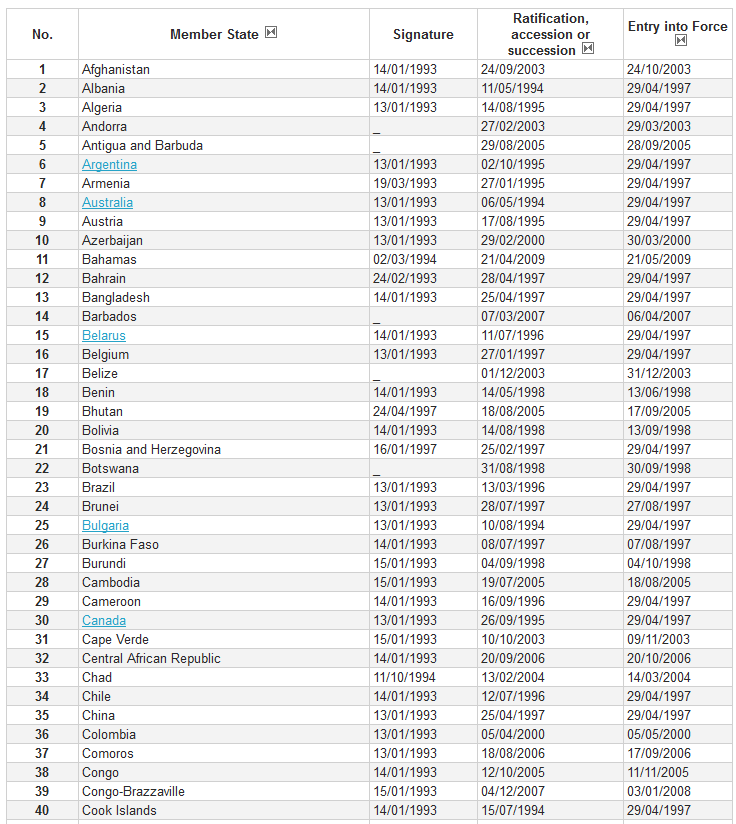 No. Member State Signature Ratification, accession or succession Entry into Force
1 Afghanistan 14/01/1993 24/09/2003 24/10/2003
2 Albania 14/01/1993 11/05/1994 29/04/1997
3 Algeria 13/01/1993 14/08/1995 29/04/1997
4 Andorra _ 27/02/2003 29/03/2003
5 Antigua and Barbuda _ 29/08/2005 28/09/2005
6 Argentina 13/01/1993 02/10/1995 29/04/1997
7 Armenia 19/03/1993 27/01/1995 29/04/1997
8 Australia 13/01/1993 06/05/1994 29/04/1997
9 Austria 13/01/1993 17/08/1995 29/04/1997
10 Azerbaijan 13/01/1993 29/02/2000 30/03/2000
11 Bahamas 02/03/1994 21/04/2009 21/05/2009
12 Bahrain 24/02/1993 28/04/1997 29/04/1997
13 Bangladesh 14/01/1993 25/04/1997 29/04/1997
14 Barbados _ 07/03/2007 06/04/2007
15 Belarus 14/01/1993 11/07/1996 29/04/1997
16 Belgium 13/01/1993 27/01/1997 29/04/1997
17 Belize _ 01/12/2003 31/12/2003
18 Benin 14/01/1993 14/05/1998 13/06/1998
19 Bhutan 24/04/1997 18/08/2005 17/09/2005
20 Bolivia 14/01/1993 14/08/1998 13/09/1998
21 Bosnia and Herzegovina 16/01/1997 25/02/1997 29/04/1997
22 Botswana _ 31/08/1998 30/09/1998
23 Brazil 13/01/1993 13/03/1996 29/04/1997
24 Brunei 13/01/1993 28/07/1997 27/08/1997
25 Bulgaria 13/01/1993 10/08/1994 29/04/1997
26 Burkina Faso 14/01/1993 08/07/1997 07/08/1997
27 Burundi 15/01/1993 04/09/1998 04/10/1998
28 Cambodia 15/01/1993 19/07/2005 18/08/2005
29 Cameroon 14/01/1993 16/09/1996 29/04/1997
30 Canada 13/01/1993 26/09/1995 29/04/1997
31 Cape Verde 15/01/1993 10/10/2003 09/11/2003
32 Central African Republic 14/01/1993 20/09/2006 20/10/2006
33 Chad 11/10/1994 13/02/2004 14/03/2004
34 Chile 14/01/1993 12/07/1996 29/04/1997
35 China 13/01/1993 25/04/1997 29/04/1997
36 Colombia 13/01/1993 05/04/2000 05/05/2000
37 Comoros 13/01/1993 18/08/2006 17/09/2006
38 Congo 14/01/1993 12/10/2005 11/11/2005
39 Congo-Brazzaville 15/01/1993 04/12/2007 03/01/2008
40 Cook Islands 14/01/1993 15/07/1994 29/04/1997